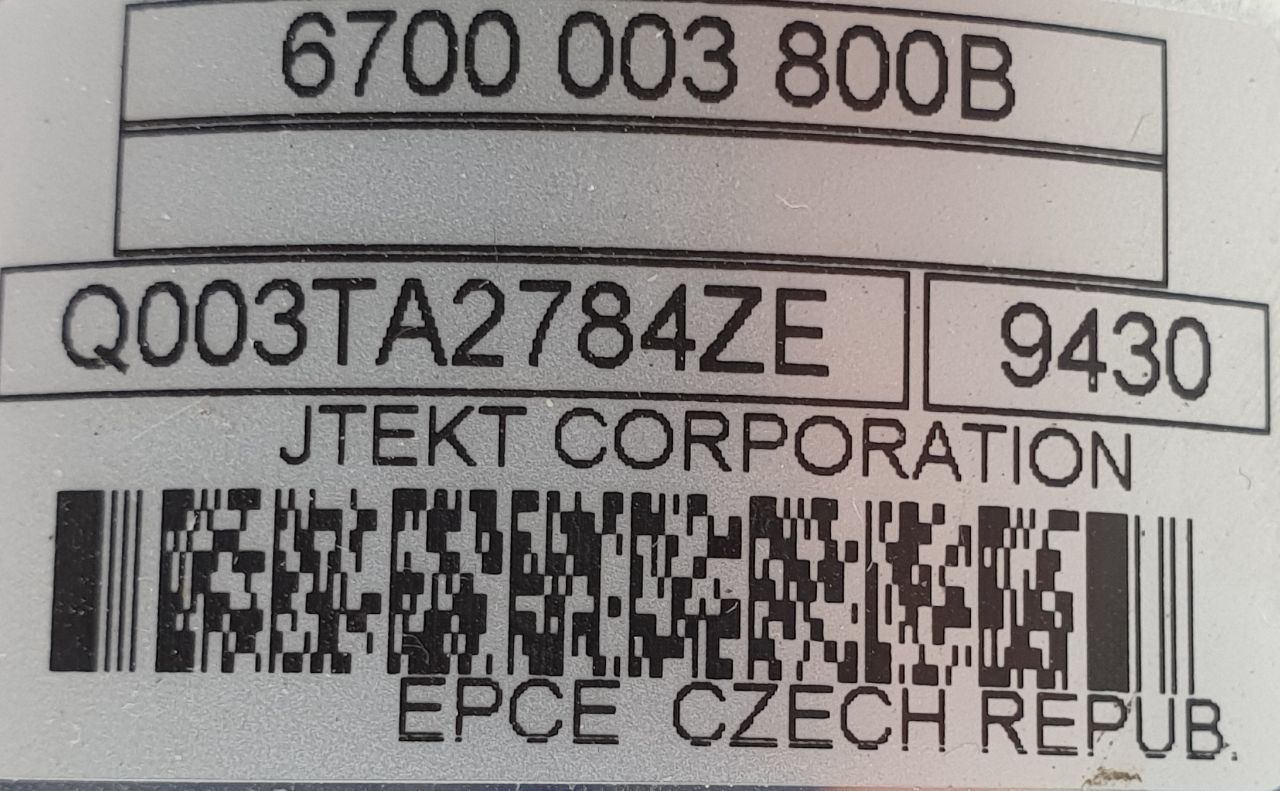 6700 003 800B
Q003TA2784ZE 9430
JTEKT CORPORATION
EPCE CZECH REPUB.